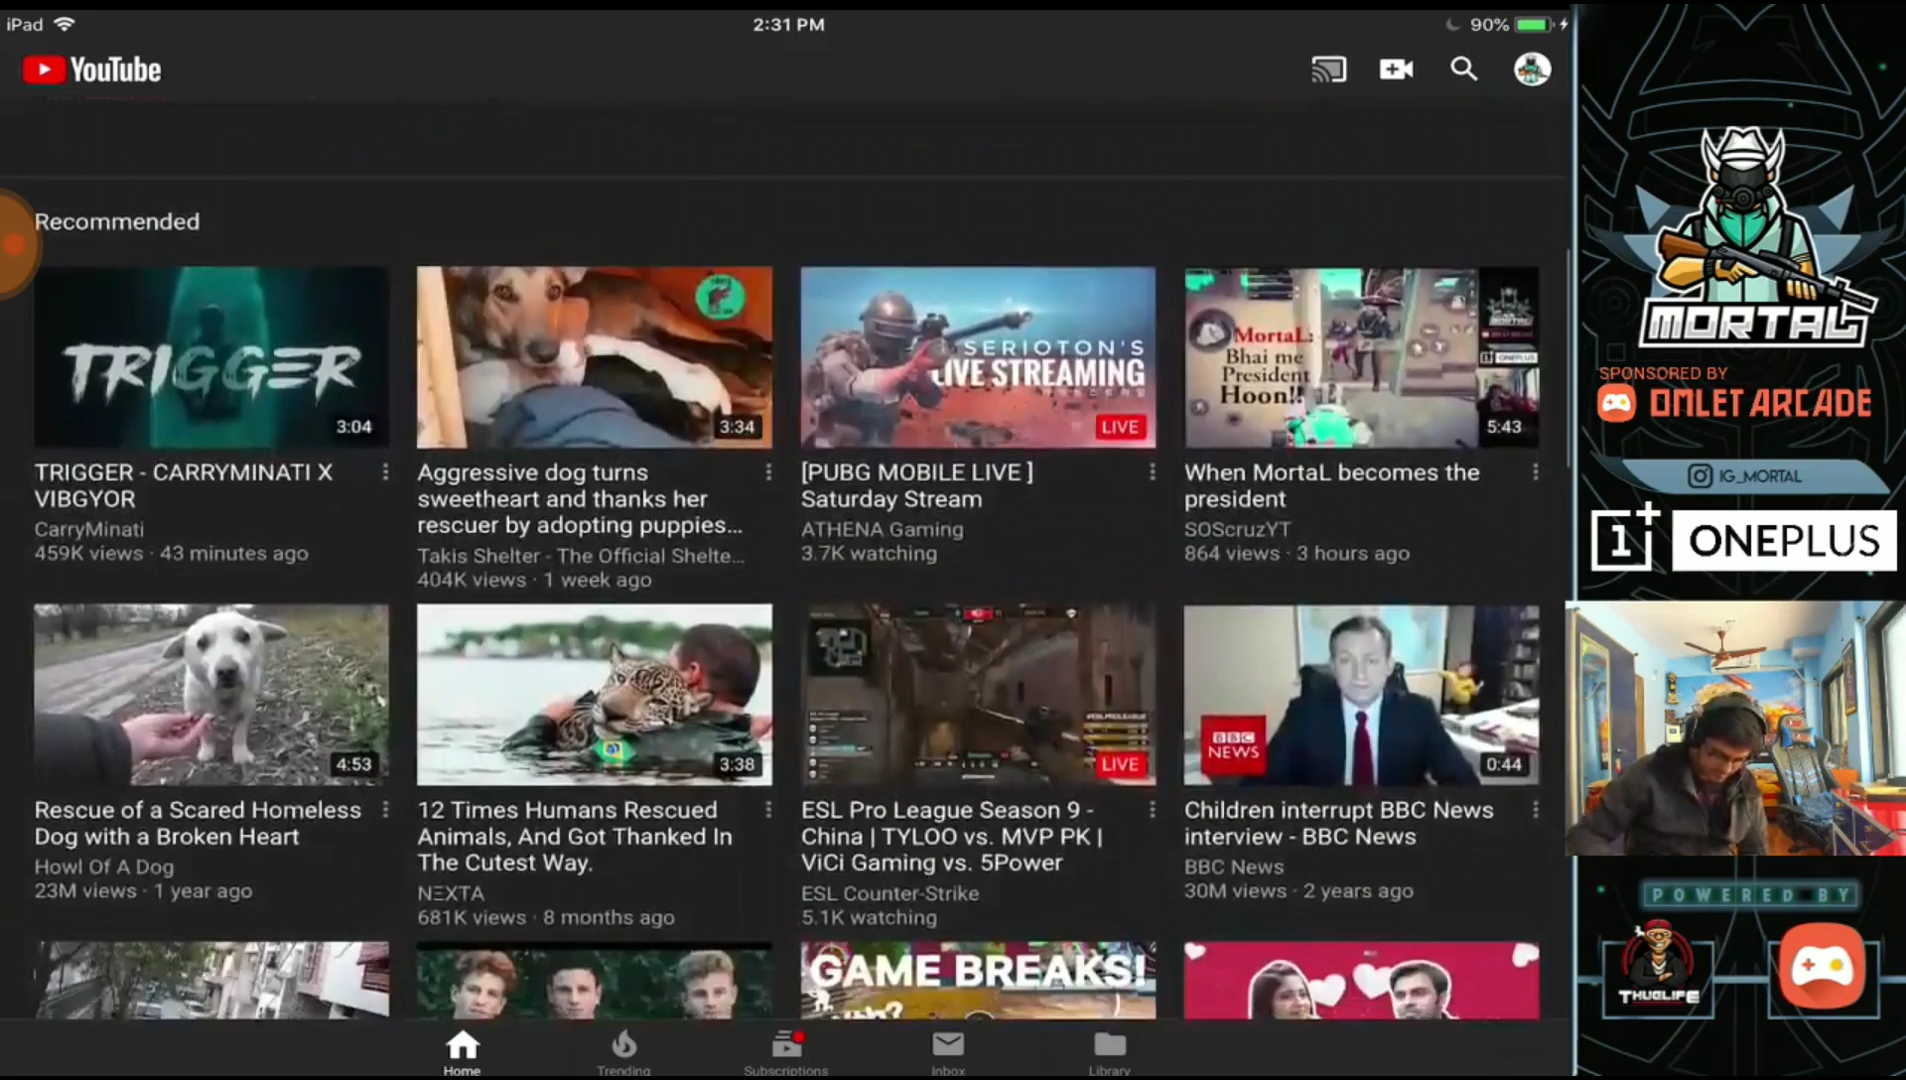 iPad
2:31 PM
90%
YouTube
Recommended
TRIGGER
3:04
3:34
SERIOTON'S
LIVE STREAMING
LIVE
MortaL:
Bhai me
President
Hoon!!
5:43
TRIGGER - CARRYMINATI X
VIBGYOR
CarryMinati
459K views · 43 minutes ago
Aggressive dog turns
sweetheart and thanks her
rescuer by adopting puppies...
Takis Shelter - The Official Shelte...
404K views · 1 week ago
[PUBG MOBILE LIVE ]
Saturday Stream
ATHENA Gaming
3.7K watching
When MortaL becomes the
president
SOScruzYT
864 views · 3 hours ago
4:53
3:38
LIVE
BBC
NEWS
0:44
Rescue of a Scared Homeless
Dog with a Broken Heart
Howl Of A Dog
23M views · 1 year ago
12 Times Humans Rescued
Animals, And Got Thanked In
The Cutest Way.
NEXTA
681K views · 8 months ago
ESL Pro League Season 9 -
China | TYLOO vs. MVP PK |
ViCi Gaming vs. 5Power
ESL Counter-Strike
5.1K watching
Children interrupt BBC News
interview - BBC News
BBC News
30M views · 2 years ago
GAME BREAKS!
Home
Trending
Subscriptions
Inbox
Library
MORTAL
SPONSORED BY
OMLET ARCADE
IG_MORTAL
1+
ONEPLUS
POWERED BY
THUGLIFE